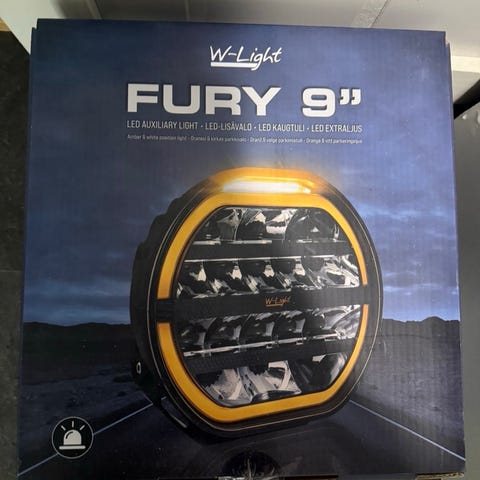 W-Light
FURY 9”
LED AUXILIARY LIGHT - LED-LISÄVALO - LED KAUGTULI - LED EXTRALJUS
Amber & white position light - Oranssi & kirkas parkkivalo - Oranž & valge parkimistuli - Orange & vitt parkeringsljus
W-Light